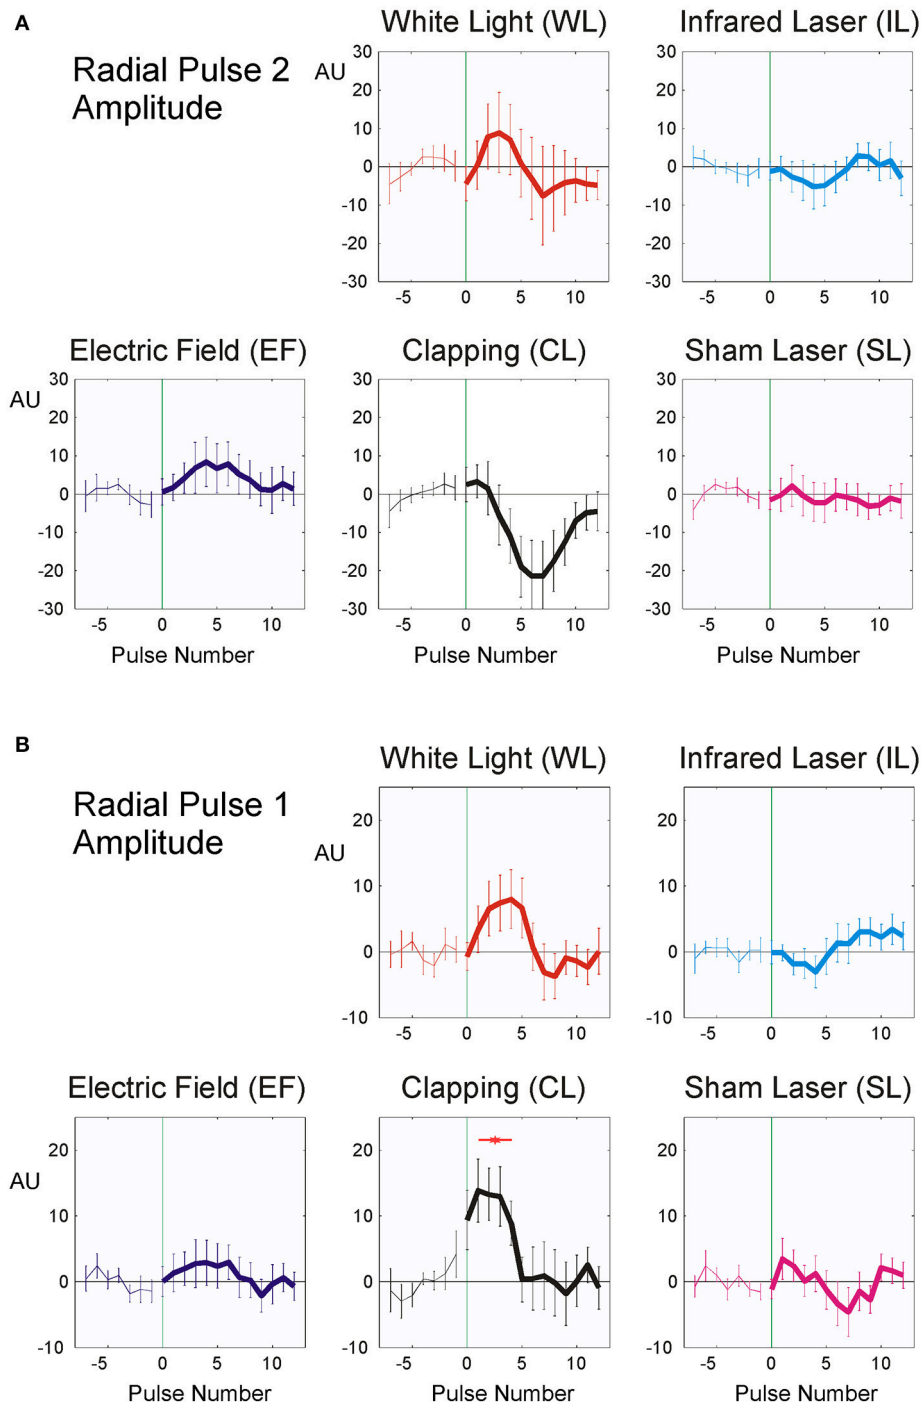 A
White Light (WL)
Infrared Laser (IL)
Radial Pulse 2
Amplitude
AU
30
20
10
0
-10
-20
-30
-5 0 5 10
30
20
10
0
-10
-20
-30
-5 0 5 10
Electric Field (EF)
Clapping (CL)
Sham Laser (SL)
AU
30
20
10
0
-10
-20
-30
-5 0 5 10
Pulse Number
30
20
10
0
-10
-20
-30
-5 0 5 10
Pulse Number
30
20
10
0
-10
-20
-30
-5 0 5 10
Pulse Number
B
White Light (WL)
Infrared Laser (IL)
Radial Pulse 1
Amplitude
AU
20
10
0
-10
-5 0 5 10
20
10
0
-10
-5 0 5 10
Electric Field (EF)
Clapping (CL)
Sham Laser (SL)
AU
20
10
0
-10
-5 0 5 10
Pulse Number
20
10
0
-10
-5 0 5 10
Pulse Number
20
10
0
-10
-5 0 5 10
Pulse Number